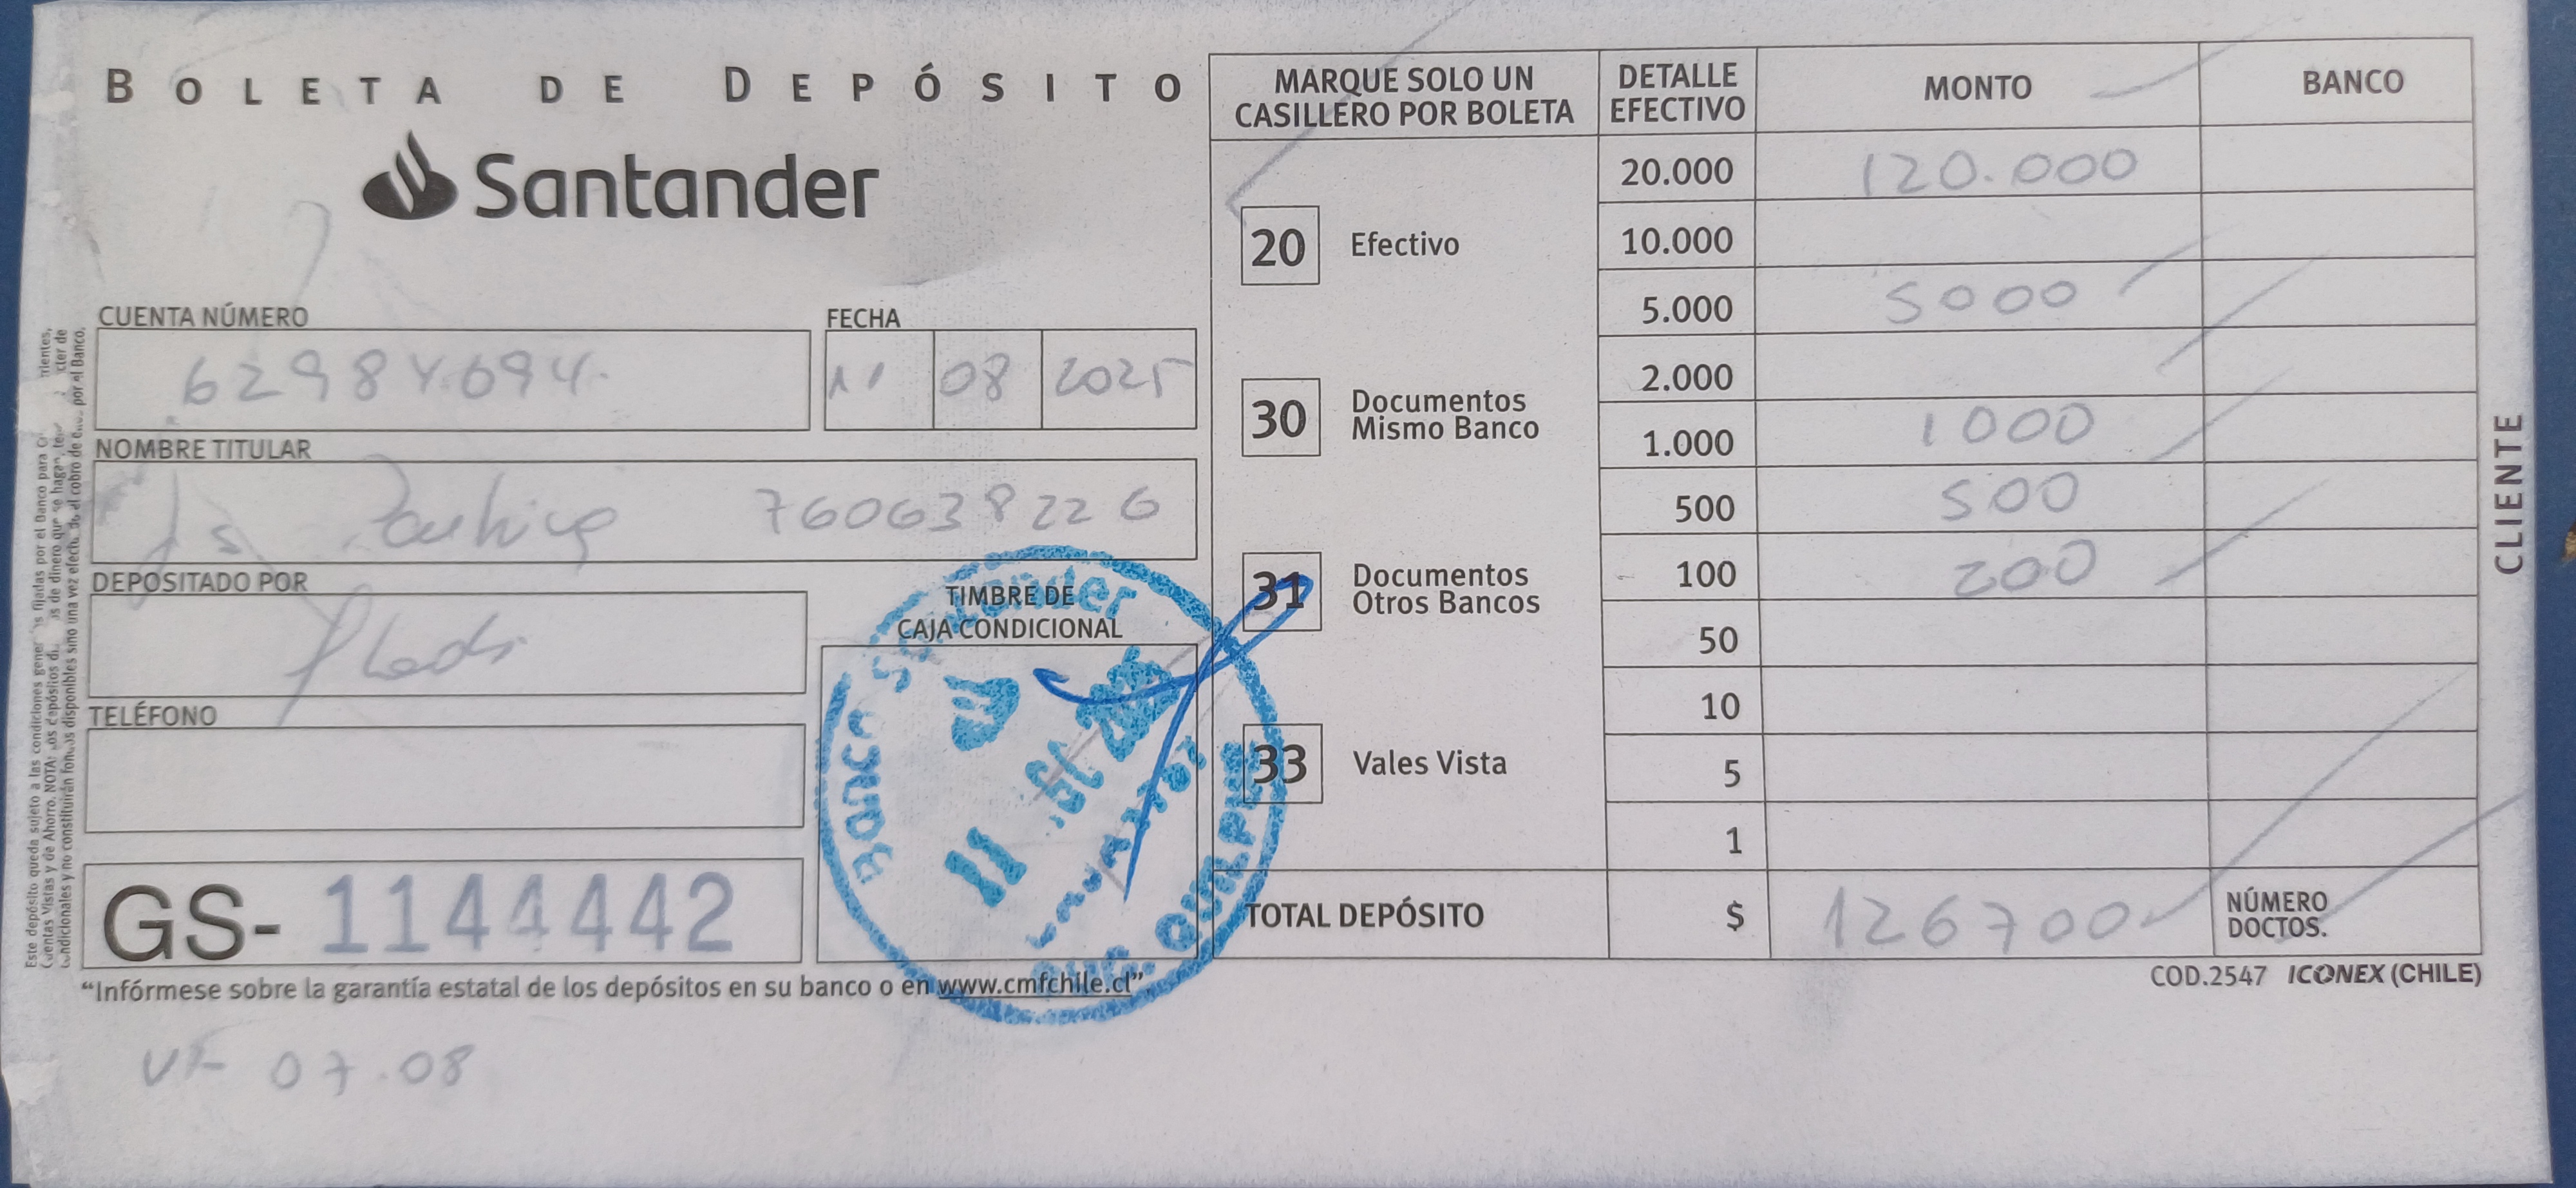 BOLETA DE DEPÓSITO
Santander
CUENTA NÚMERO
62984694.
FECHA
11 08 2025
NOMBRE TITULAR
760638226
DEPOSITADO POR
TELÉFONO
TIMBRE DE
CAJA CONDICIONAL
Banco Santander
11
SUC. QUILPUE
GS- 1144442
"Infórmese sobre la garantía estatal de los depósitos en su banco o en www.cmfchile.cl"
07.08
MARQUE SOLO UN
CASILLERO POR BOLETA
20 Efectivo
30 Documentos
Mismo Banco
31 Documentos
Otros Bancos
33 Vales Vista
DETALLE
EFECTIVO
MONTO
BANCO
20.000 120.000
10.000
5.000 5000
2.000
1.000 1000
500 500
100 200
50
10
5
1
TOTAL DEPÓSITO $ 126700
NÚMERO
DOCTOS.
COD.2547 ICONEX (CHILE)
CLIENTE